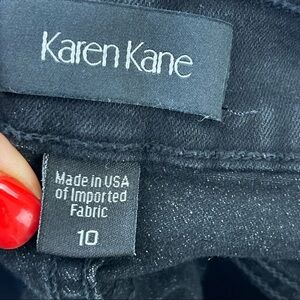 Karen Kane
Made in USA
of Imported
Fabric
10